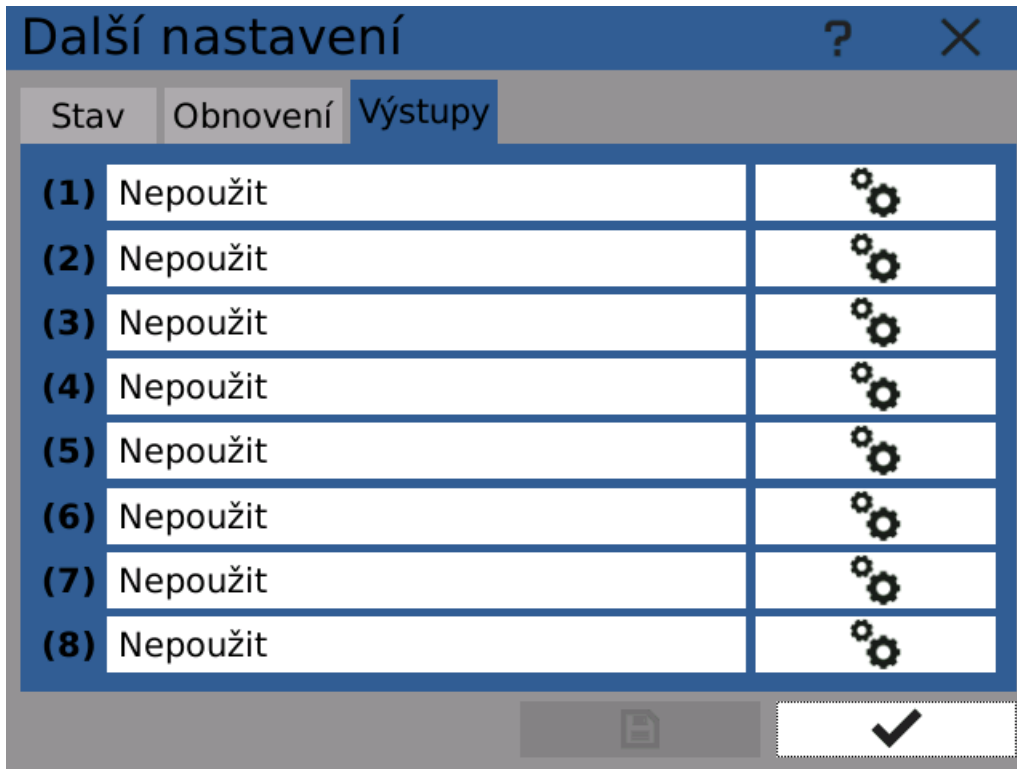 Další nastavení ?
Stav Obnovení Výstupy
(1) Nepoužit
(2) Nepoužit
(3) Nepoužit
(4) Nepoužit
(5) Nepoužit
(6) Nepoužit
(7) Nepoužit
(8) Nepoužit